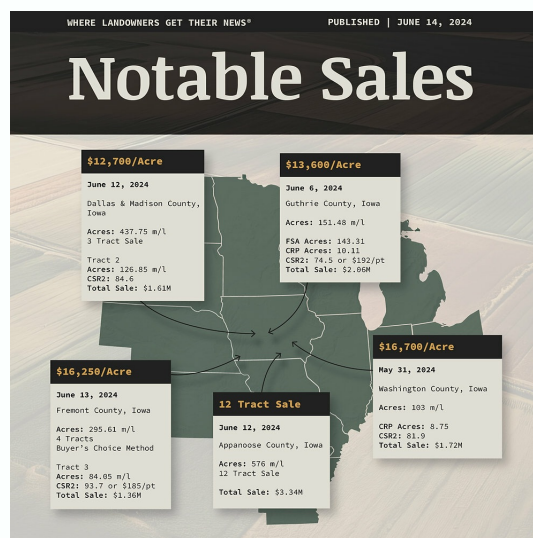 WHERE LANDOWNERS GET THEIR NEWS®
PUBLISHED | JUNE 14, 2024
Notable Sales
$12,700/Acre
June 12, 2024
Dallas & Madison County,
Iowa
Acres: 437.75 m/l
3 Tract Sale
Tract 2
Acres: 126.85 m/l
CSR2: 84.6
Total Sale: $1.61M
$13,600/Acre
June 6, 2024
Guthrie County, Iowa
Acres: 151.48 m/l
FSA Acres: 143.31
CRP Acres: 10.11
CSR2: 74.5 or $192/pt
Total Sale: $2.06M
$16,250/Acre
June 13, 2024
Fremont County, Iowa
Acres: 295.61 m/l
4 Tracts
Buyer's Choice Method
Tract 3
Acres: 84.05 m/l
CSR2: 93.7 or $185/pt
Total Sale: $1.36M
12 Tract Sale
June 12, 2024
Appanoose County, Iowa
Acres: 576 m/l
12 Tract Sale
Total Sale: $3.34M
$16,700/Acre
May 31, 2024
Washington County, Iowa
Acres: 103 m/l
CRP Acres: 8.75
CSR2: 81.9
Total Sale: $1.72M